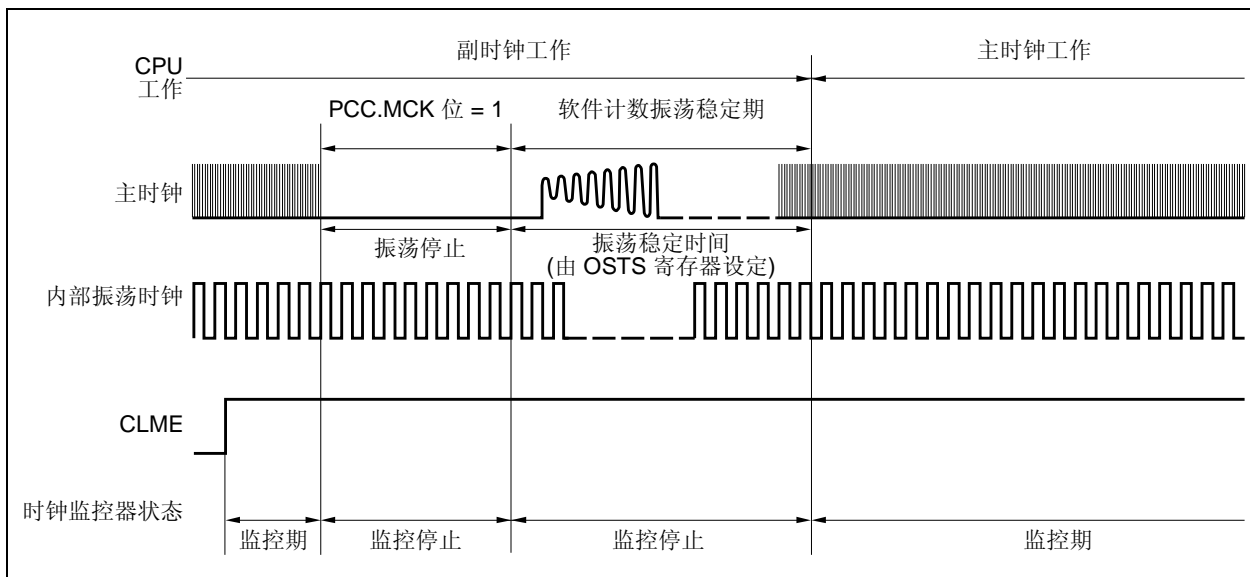 副时钟工作
主时钟工作
CPU
工作
PCC.MCK 位 = 1
软件计数振荡稳定期
主时钟
振荡停止
振荡稳定时间
(由 OSTS 寄存器设定)
内部振荡时钟
CLME
时钟监控器状态
监控期
监控停止
监控停止
监控期